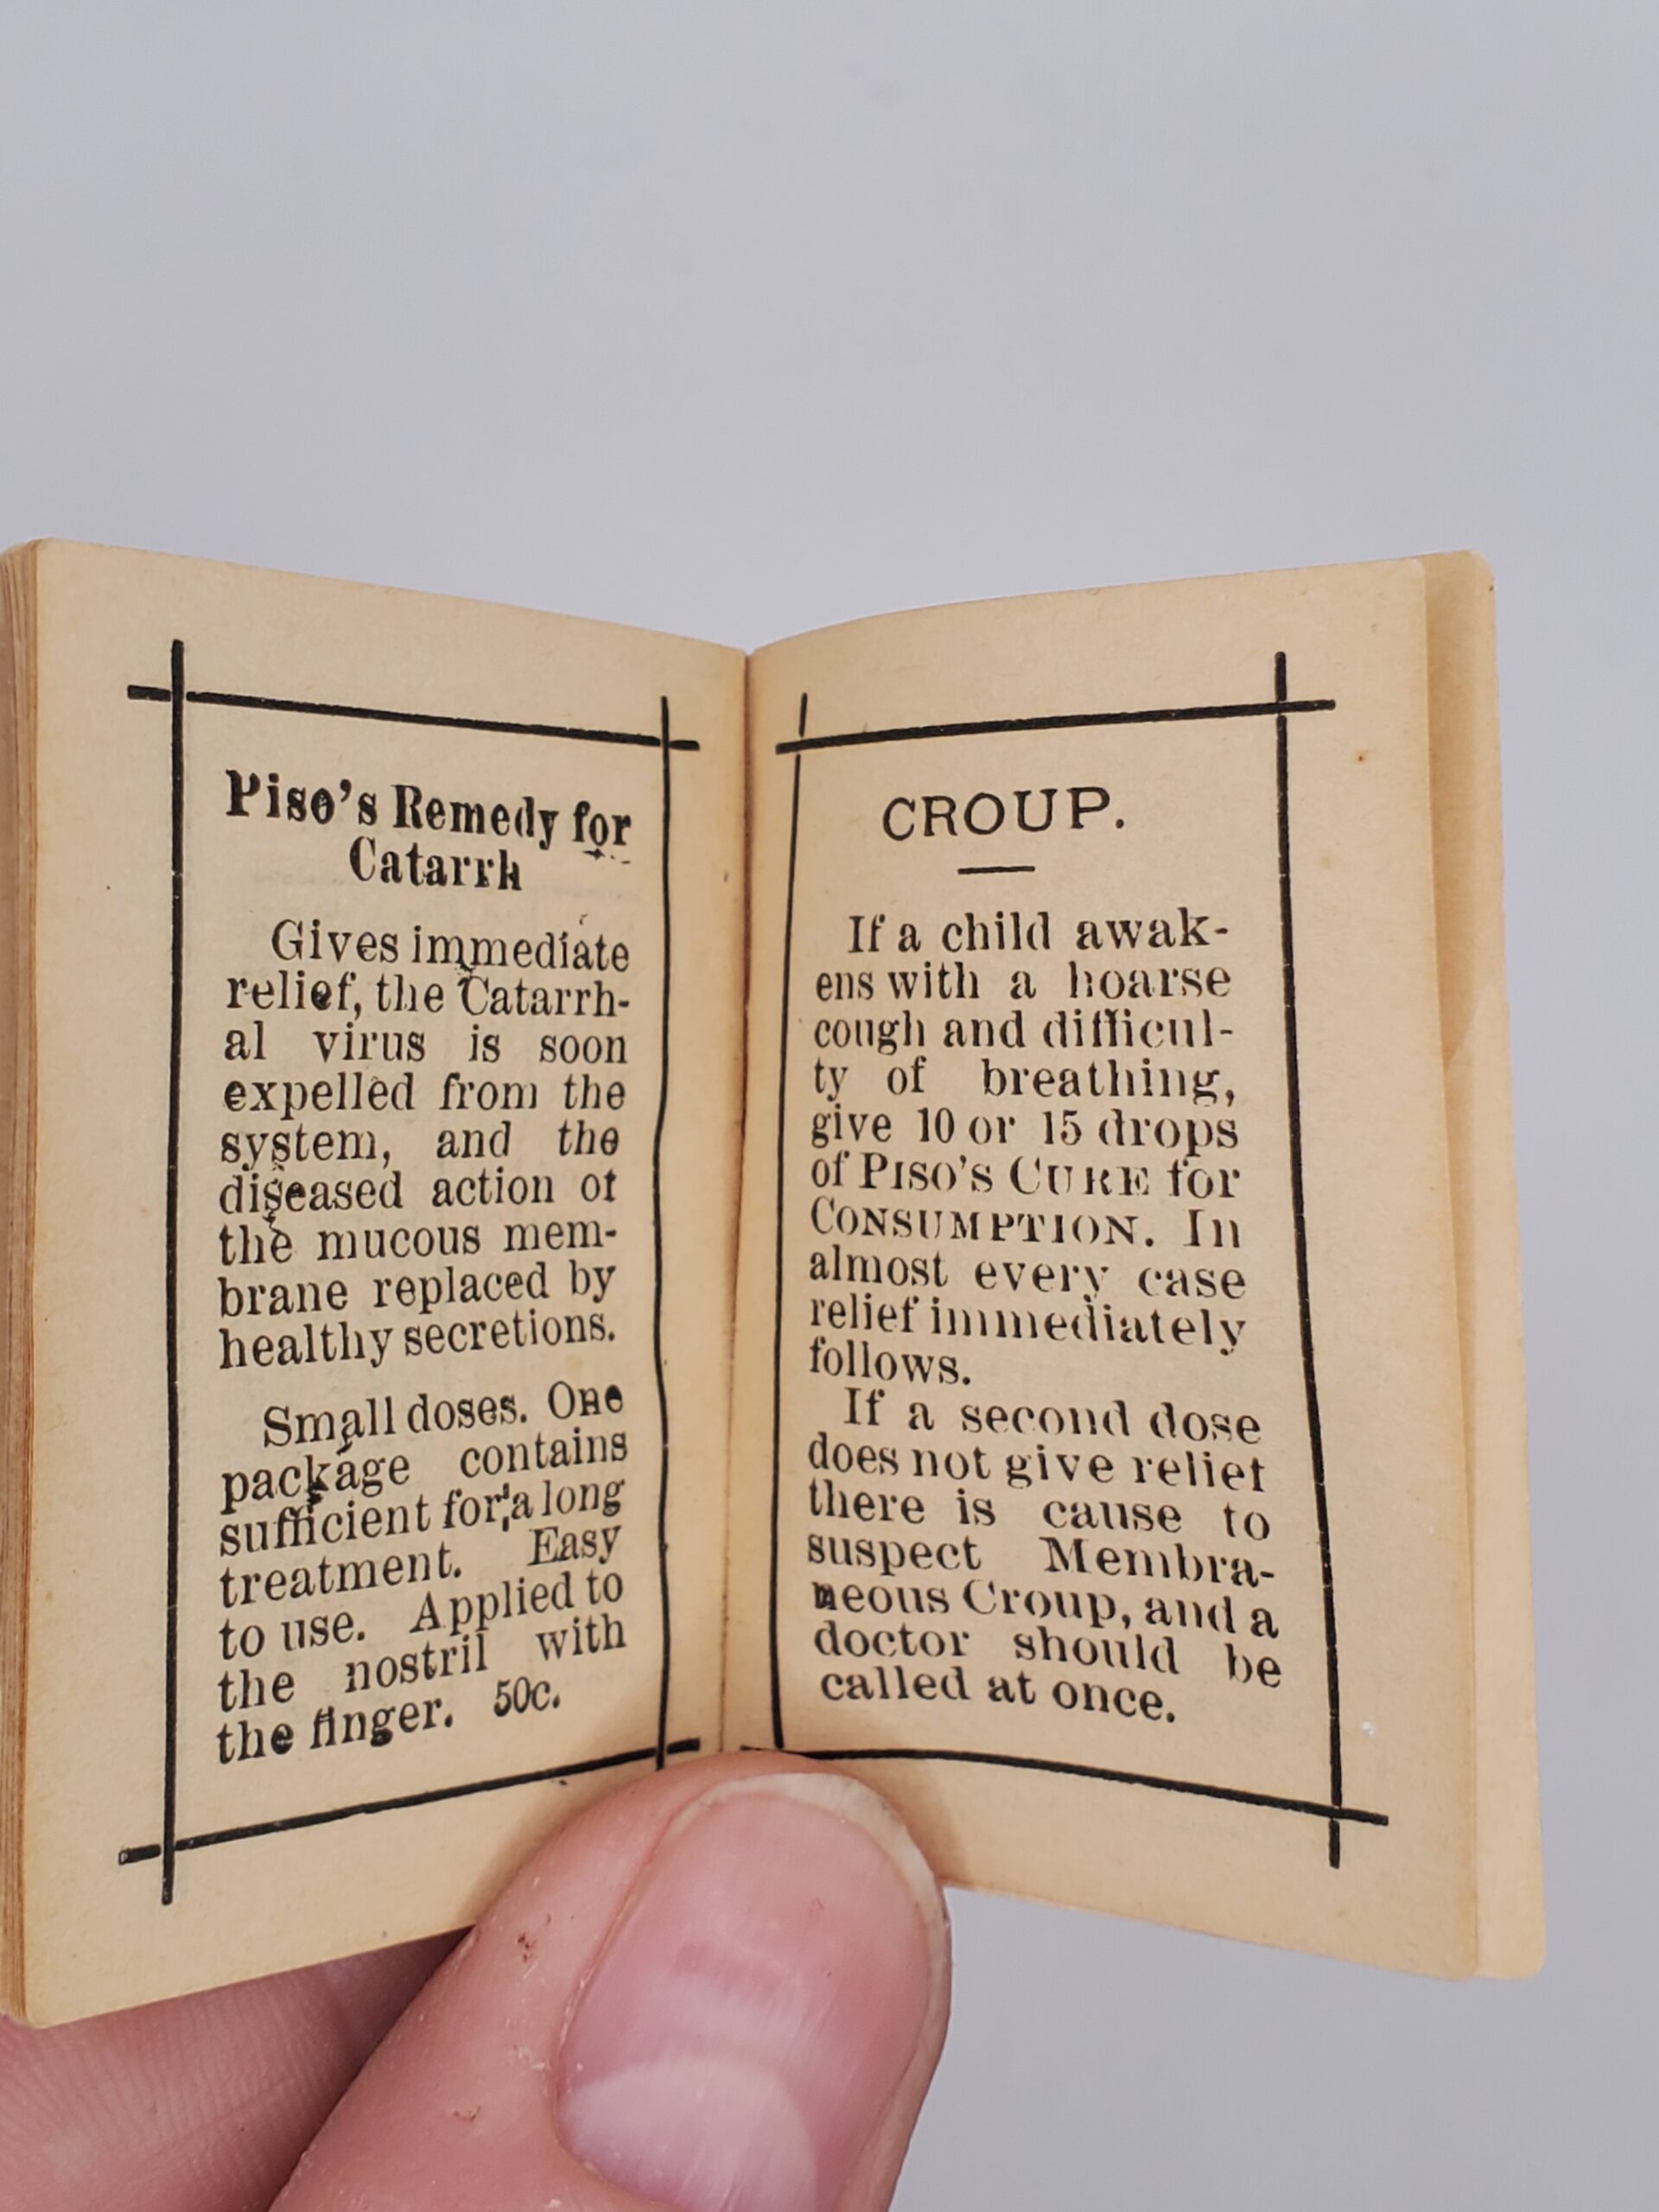 Piso's Remedy for
Catarrh
Gives immediate
relief, the Catarrh-
al virus is soon
expelled from the
system, and the
diseased action of
the mucous mem-
brane replaced by
healthy secretions.
Small doses. One
package contains
sufficient for a long
treatment. Easy
to use. Applied to
the nostril with
the finger. 50c.
CROUP.
If a child awak-
ens with a hoarse
cough and difficul-
ty of breathing,
give 10 or 15 drops
of PISO'S CURE for
CONSUMPTION. In
almost every case
relief immediately
follows.
If a second dose
does not give relief
there is cause to
suspect Membra-
neous Croup, and a
doctor should be
called at once.